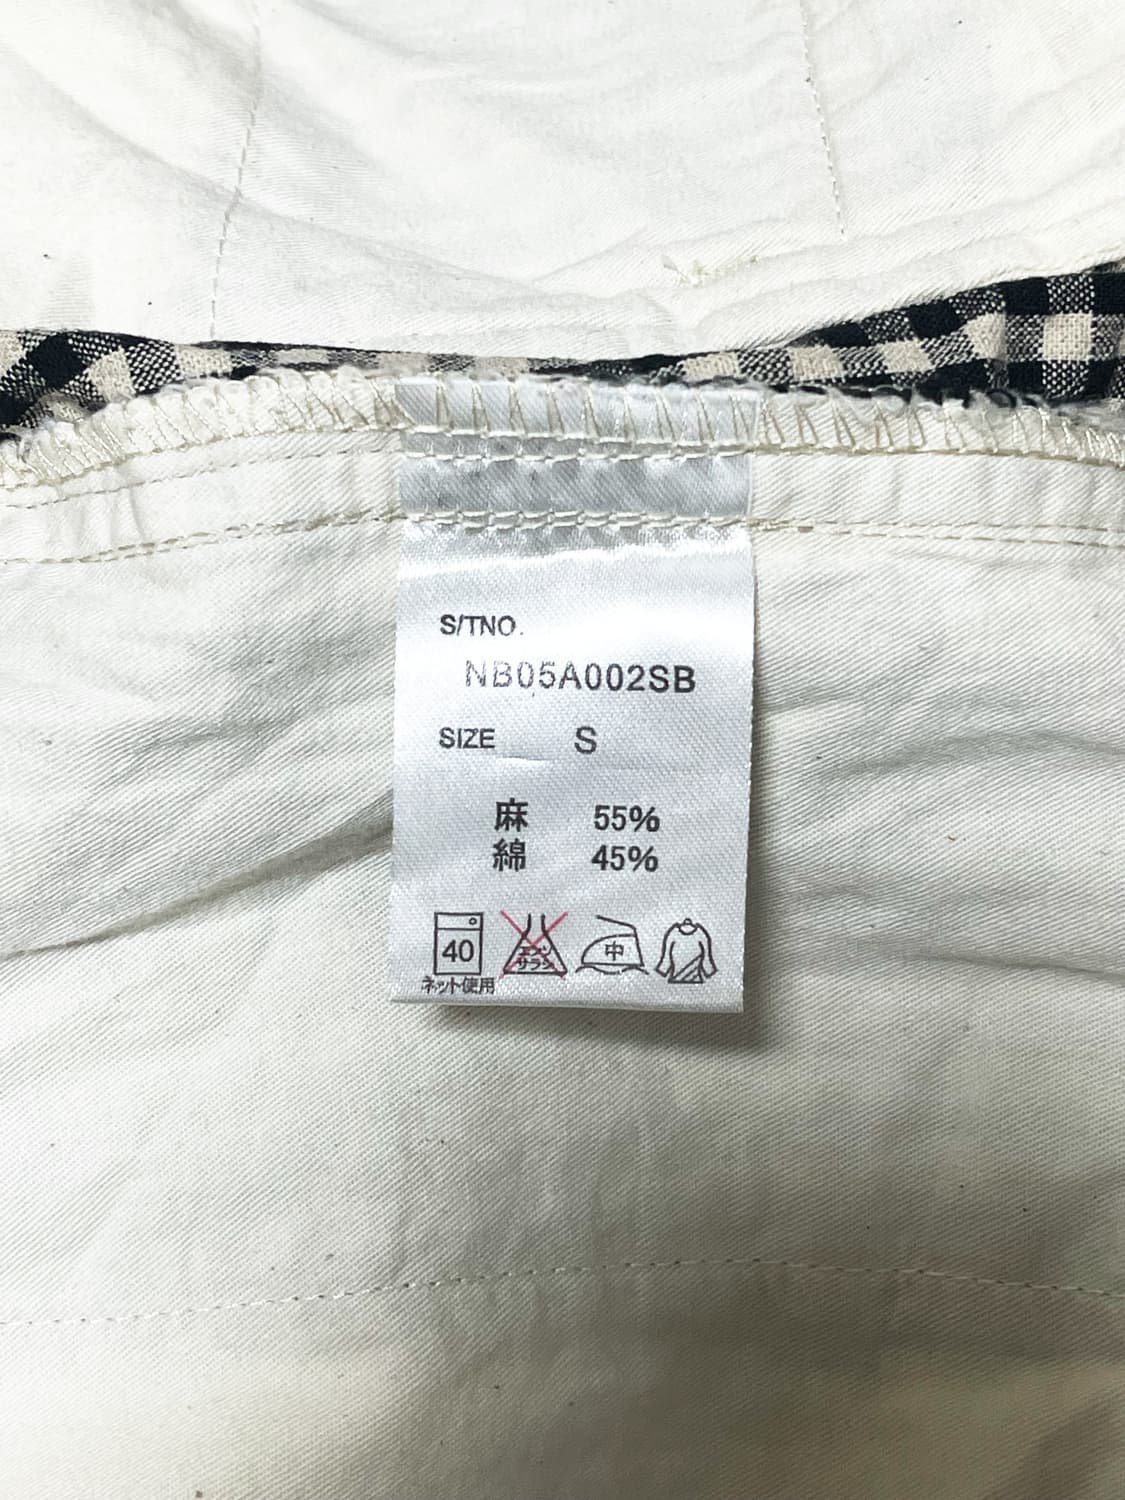 S/TNO.
NB05A002SB
SIZE S
麻 55%
綿 45%
40 エンソサラシ 中
ネット使用